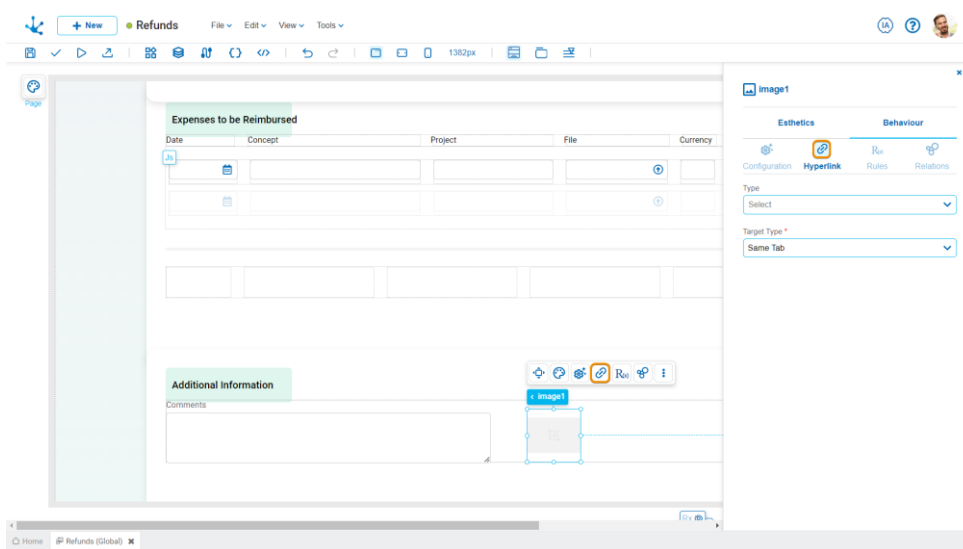 + New
Refunds
File
Edit
View
Tools
IA
?
1382px
Page
image1
Expenses to be Reimbursed
Esthetics
Behaviour
Date
Concept
Project
File
Currency
Js
Configuration
Hyperlink
Rules
Relations
Type
Select
Target Type *
Same Tab
Additional Information
image1
Comments
Home
Refunds (Global)